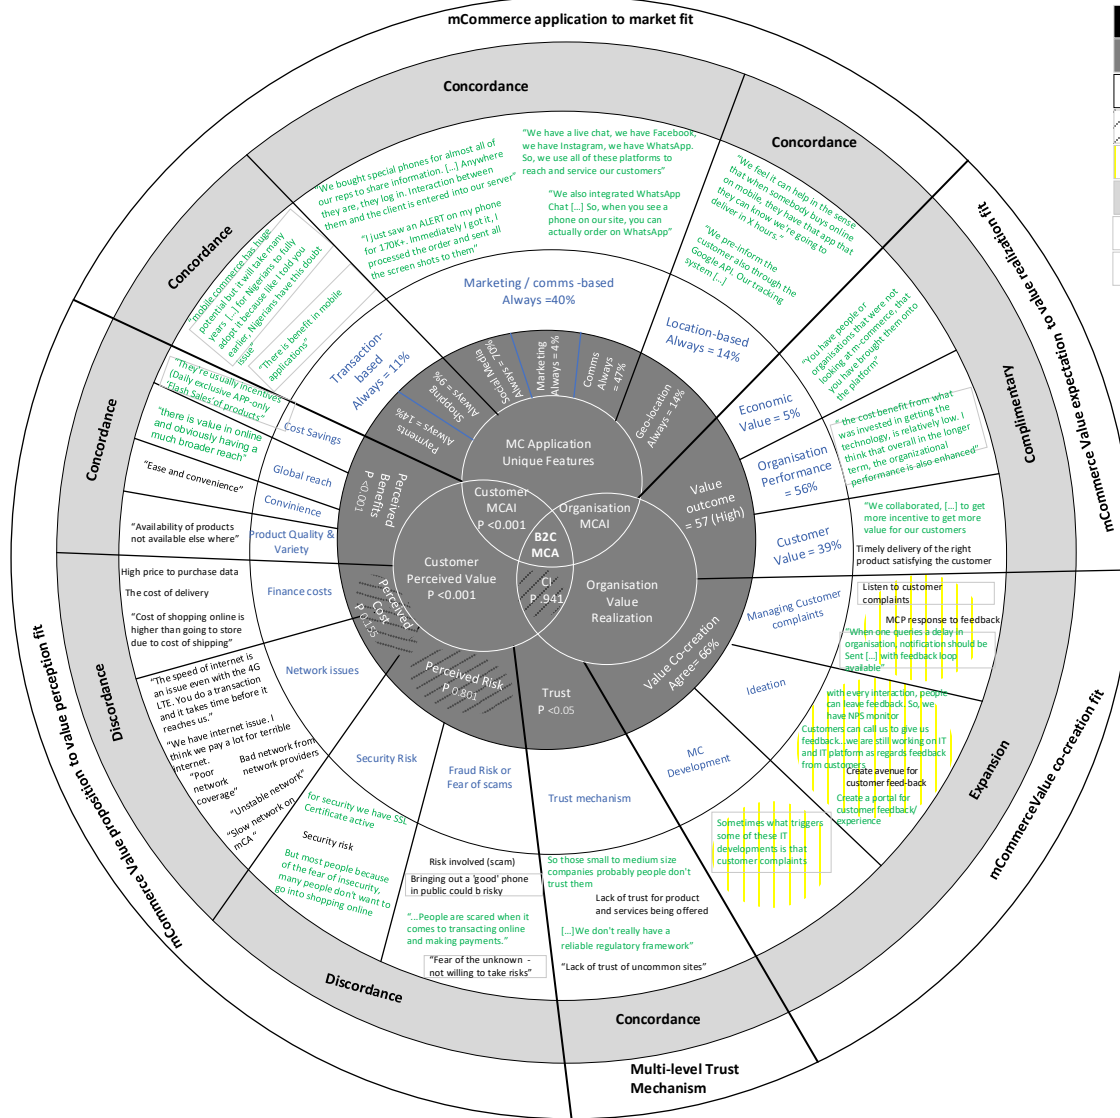 mCommerce application to market fit
Concordance
Concordance
Concordance
"We bought special phones for almost all of
our reps to share information. […] Anywhere
they are, they log in. Interaction between
them and the client is entered into our server"
"I just saw an ALERT on my phone
for 170K+. Immediately I got it, I
processed the order and sent all
the screen shots to them"
"We have a live chat, we have Facebook,
we have Instagram, we have WhatsApp.
So, we use all of these platforms to
reach and service our customers"
"We also integrated WhatsApp
Chat […] So, when you see a
phone on our site, you can
actually order on WhatsApp"
"We feel it can help in the sense
that when somebody buys online
on mobile, they have that app that
they can know we're going to
deliver in X hours."
"We pre-inform the
customer also through the
Google API. Our tracking
system […]
mobile commerce has huge
potential but it will take many
years […] for Nigerians to fully
adopt it because like I told you
earlier, Nigerians have this doubt
issue"
"There is benefit in mobile
applications"
Marketing / comms -based
Always =40%
Transaction-
based
Always = 11%
Location-based
Always = 14%
Payments
Always = 14%
Shopping
Always = 9%
Social Media
Always = 70%
Marketing
Always = 4%
Comms
Always
= 47%
Geo-location
Always = 14%
MC Application
Unique Features
Customer
MCAI
P <0.001
Organisation
MCAI
B2C
MCA
CI
P .941
Customer
Perceived Value
P <0.001
Organisation
Value
Realization
mCommerce Value expectation to value realization fit
Complimentary
"You have people or
organisations that were not
looking at m-commerce, that
you have brought them onto
the platform"
" the cost benefit from what
was invested in getting the
technology, is relatively low. I
think that overall in the longer
term, the organizational
performance is also enhanced"
"We collaborated, […] to get
more incentive to get more
value for our customers
Timely delivery of the right
product satisfying the customer
Economic
Value = 5%
Organisation
Performance
= 56%
Customer
Value = 39%
Value
outcome
= 57 (High)
mCommerceValue co-creation fit
Expansion
Listen to customer
complaints
MCP response to feedback
"When one queries a delay in
organisation, notification should be
Sent […] with feedback loop
available"
with every interaction, people
can leave feedback. So, we
have NPS monitor
Customers can call us to give us
feedback...we are still working on IT
and IT platform as regards feedback
from customers
Create avenue for
customer feed-back
Create a portal for
customer feedback/
experience
Sometimes what triggers
some of these IT
developments is that
customer complaints
Managing Customer
complaints
Ideation
MC
Development
Value Co-creation
Agree= 66%
Multi-level Trust
Mechanism
Concordance
So those small to medium size
companies probably people don't
trust them
Lack of trust for product
and services being offered
[…]We don't really have a
reliable regulatory framework"
"Lack of trust of uncommon sites"
Trust mechanism
Trust
P <0.05
mCommerce Value proposition to value perception fit
Concordance
"They're usually incentives
(Daily exclusive APP-only
'Flash Sales'of products"
"there is value in online
and obviously having a
much broader reach"
"Ease and convenience"
"Availability of products
not available else where"
Cost Savings
Global reach
Convinience
Product Quality &
Variety
Perceived
Benefits
P <0.001
Discordance
High price to purchase data
The cost of delivery
"Cost of shopping online is
higher than going to store
due to cost of shipping"
"The speed of internet is
an issue even with the 4G
LTE. You do a transaction
and it takes time before it
reaches us."
"We have internet issue. I
think we pay a lot for terrible
internet.
"Poor
network
coverage"
Bad network from
network providers
"Unstable network"
"Slow network on
mCA"
Finance costs
Network issues
Perceived
Cost
P 0.155
Discordance
for security we have SSL
Certificate active
Security risk
But most people because
of the fear of insecurity,
many people don't want to
go into shopping online
Risk involved (scam)
Bringing out a 'good' phone
in public could b risky
"...People are scared when it
comes to transacting online
and making payments."
"Fear of the unknown -
not willing to take risks"
Security Risk
Fraud Risk or
Fear of scams
Perceived Risk
P 0.801